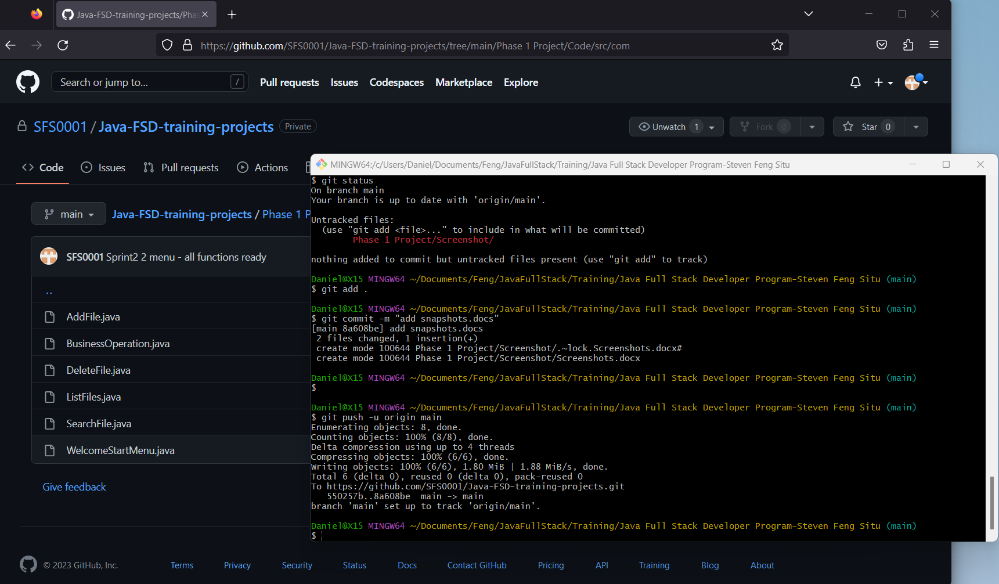 Java-FSD-training-projects/Pha
https://github.com/SFS0001/Java-FSD-training-projects/tree/main/Phase 1 Project/Code/src/com
Search or jump to... /
Pull requests Issues Codespaces Marketplace Explore
SFS0001 / Java-FSD-training-projects Private
Unwatch 1 Fork 0 Star 0
Code Issues Pull requests Actions
main Java-FSD-training-projects / Phase 1 P
SFS0001 Sprint2 2 menu - all functions ready
..
AddFile.java
BusinessOperation.java
DeleteFile.java
ListFiles.java
SearchFile.java
WelcomeStartMenu.java
Give feedback
MINGW64:/c/Users/Daniel/Documents/Feng/JavaFullStack/Training/Java Full Stack Developer Program-Steven Feng Situ
$ git status
On branch main
Your branch is up to date with 'origin/main'.
Untracked files:
(use "git add <file>..." to include in what will be committed)
Phase 1 Project/Screenshot/
nothing added to commit but untracked files present (use "git add" to track)
Daniel@X15 MINGW64 ~/Documents/Feng/JavaFullStack/Training/Java Full Stack Developer Program-Steven Feng Situ (main)
$ git add .
Daniel@X15 MINGW64 ~/Documents/Feng/JavaFullStack/Training/Java Full Stack Developer Program-Steven Feng Situ (main)
$ git commit -m "add snapshots.docs"
[main 8a608be] add snapshots.docs
2 files changed, 1 insertion(+)
create mode 100644 Phase 1 Project/Screenshot/.~lock.Screenshots.docx#
create mode 100644 Phase 1 Project/Screenshot/Screenshots.docx
Daniel@X15 MINGW64 ~/Documents/Feng/JavaFullStack/Training/Java Full Stack Developer Program-Steven Feng Situ (main)
$
Daniel@X15 MINGW64 ~/Documents/Feng/JavaFullStack/Training/Java Full Stack Developer Program-Steven Feng Situ (main)
$ git push -u origin main
Enumerating objects: 8, done.
Counting objects: 100% (8/8), done.
Delta compression using up to 4 threads
Compressing objects: 100% (6/6), done.
Writing objects: 100% (6/6), 1.80 MiB | 1.88 MiB/s, done.
Total 6 (delta 0), reused 0 (delta 0), pack-reused 0
To https://github.com/SFS0001/Java-FSD-training-projects.git
550257b..8a608be main -> main
branch 'main' set up to track 'origin/main'.
Daniel@X15 MINGW64 ~/Documents/Feng/JavaFullStack/Training/Java Full Stack Developer Program-Steven Feng Situ (main)
$
© 2023 GitHub, Inc. Terms Privacy Security Status Docs Contact GitHub Pricing API Training Blog About